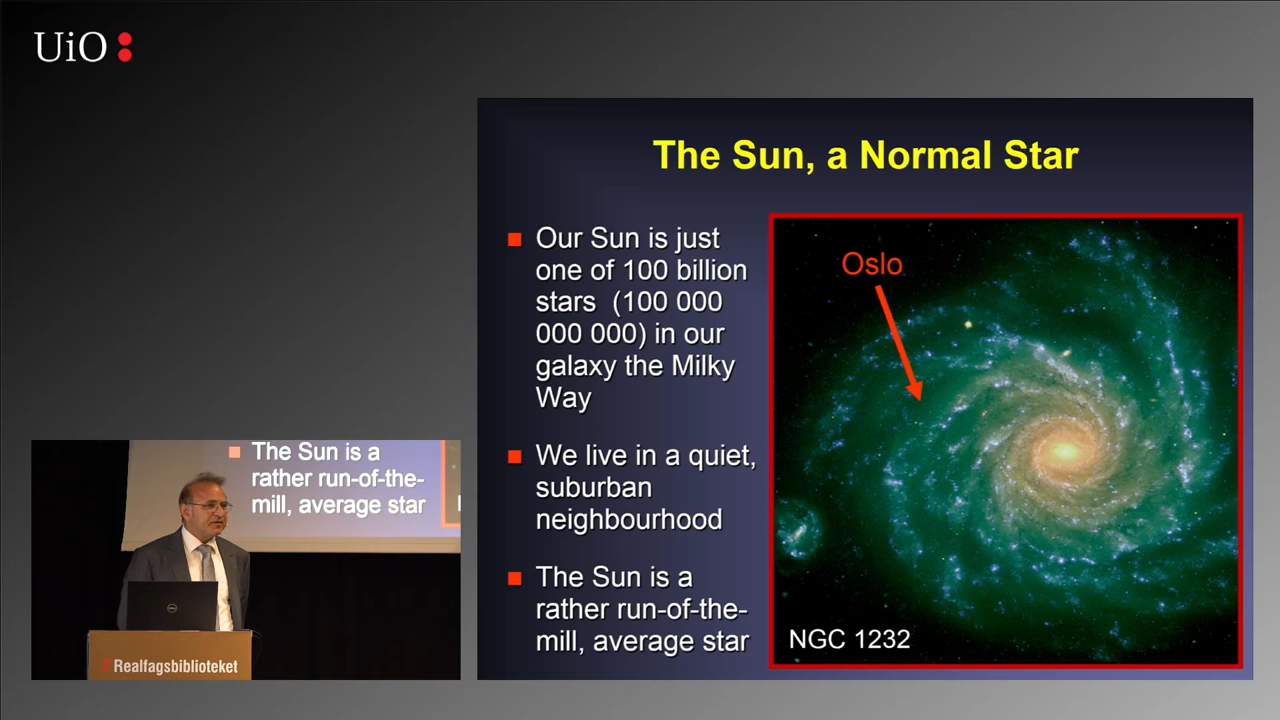 UiO:
The Sun, a Normal Star
Our Sun is just
one of 100 billion
stars (100 000
000 000) in our
galaxy the Milky
Way
We live in a quiet,
suburban
neighbourhood
The Sun is a
rather run-of-the-
mill, average star
Oslo
NGC 1232
The Sun is a
rather run-of-the-
mill, average star
DELL
Realfagsbiblioteket